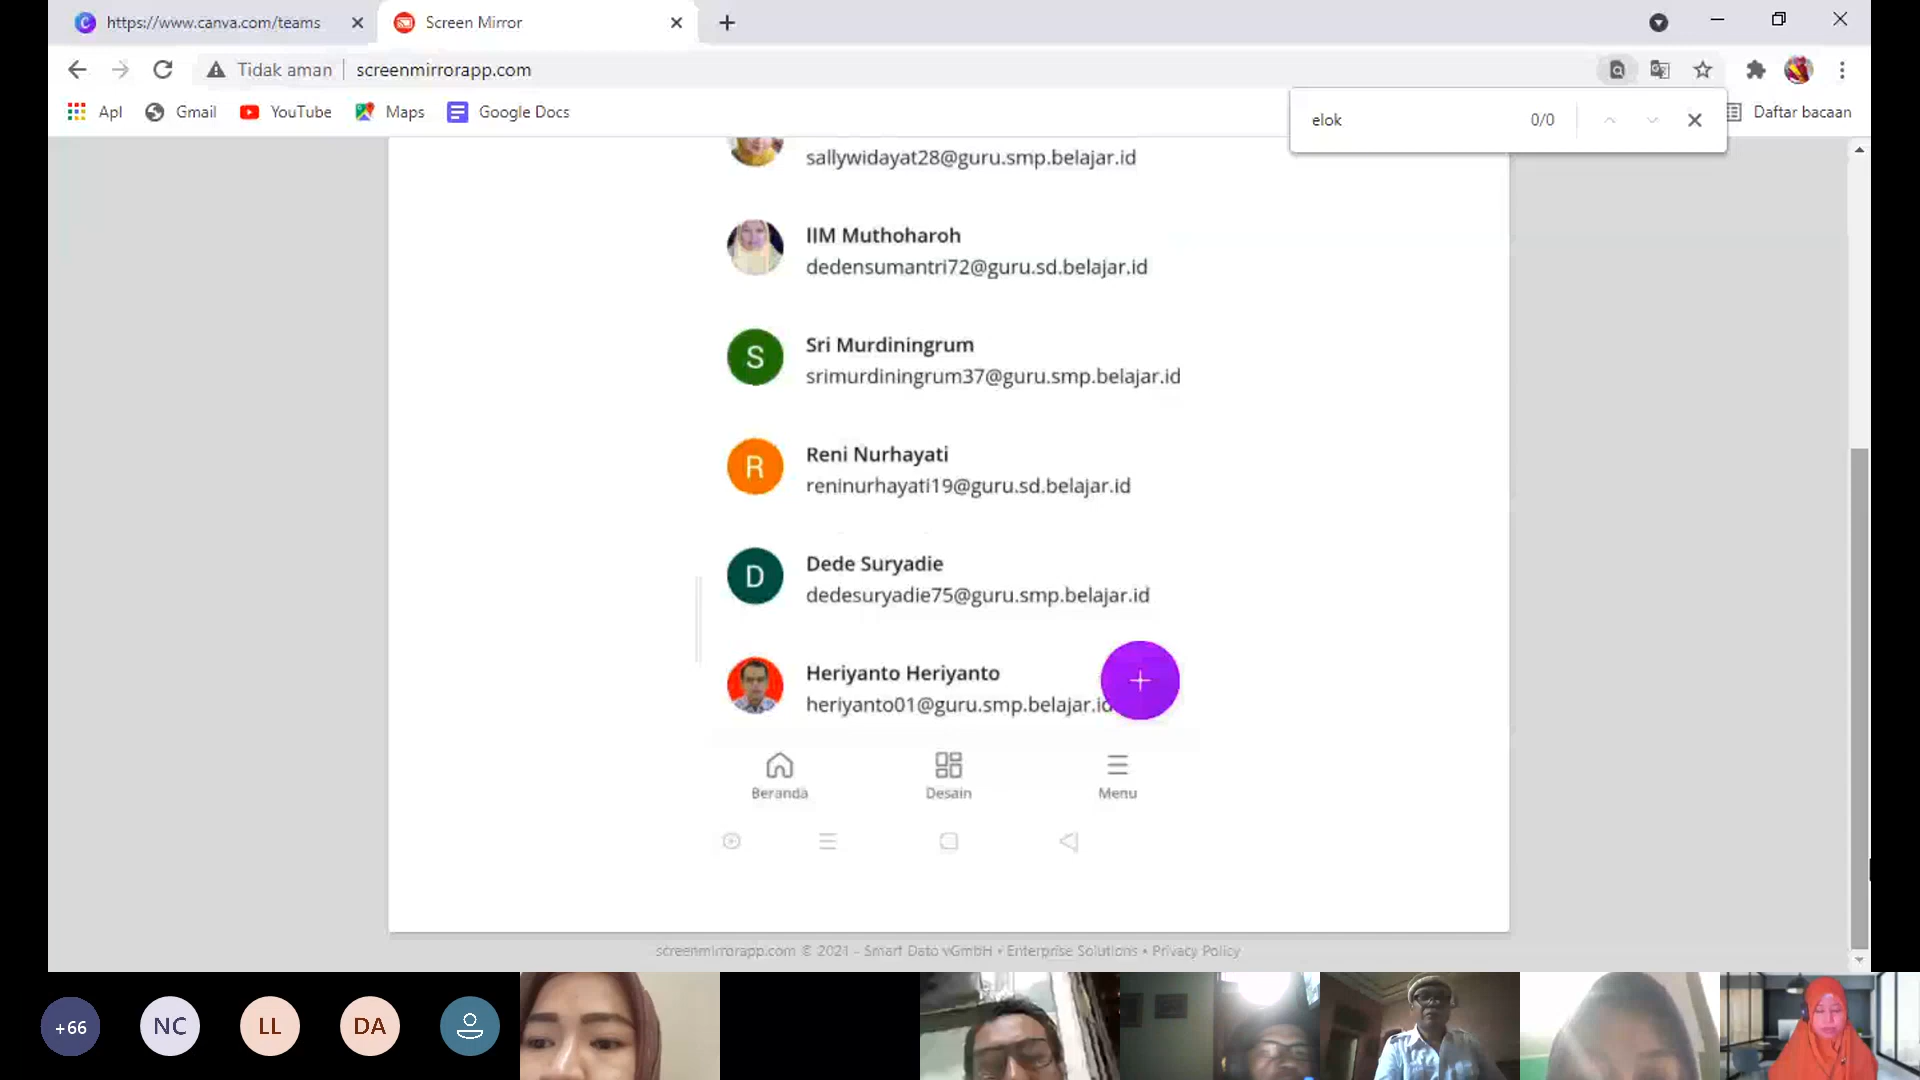 https://www.canva.com/teams
Screen Mirror
Tidak aman
screenmirrorapp.com
Apl
Gmail
YouTube
Maps
Google Docs
elok
0/0
Daftar bacaan
sallywidayat28@guru.smp.belajar.id
IIM Muthoharoh
dedensumantri72@guru.sd.belajar.id
S
Sri Murdiningrum
srimurdiningrum37@guru.smp.belajar.id
R
Reni Nurhayati
reninurhayati19@guru.sd.belajar.id
D
Dede Suryadie
dedesuryadie75@guru.smp.belajar.id
Heriyanto Heriyanto
heriyanto01@guru.smp.belajar.id
Beranda
Desain
Menu
screenmirrorapp.com © 2021 - Smart Dato vGmbH • Enterprise Solutions • Privacy Policy
+66
NC
LL
DA